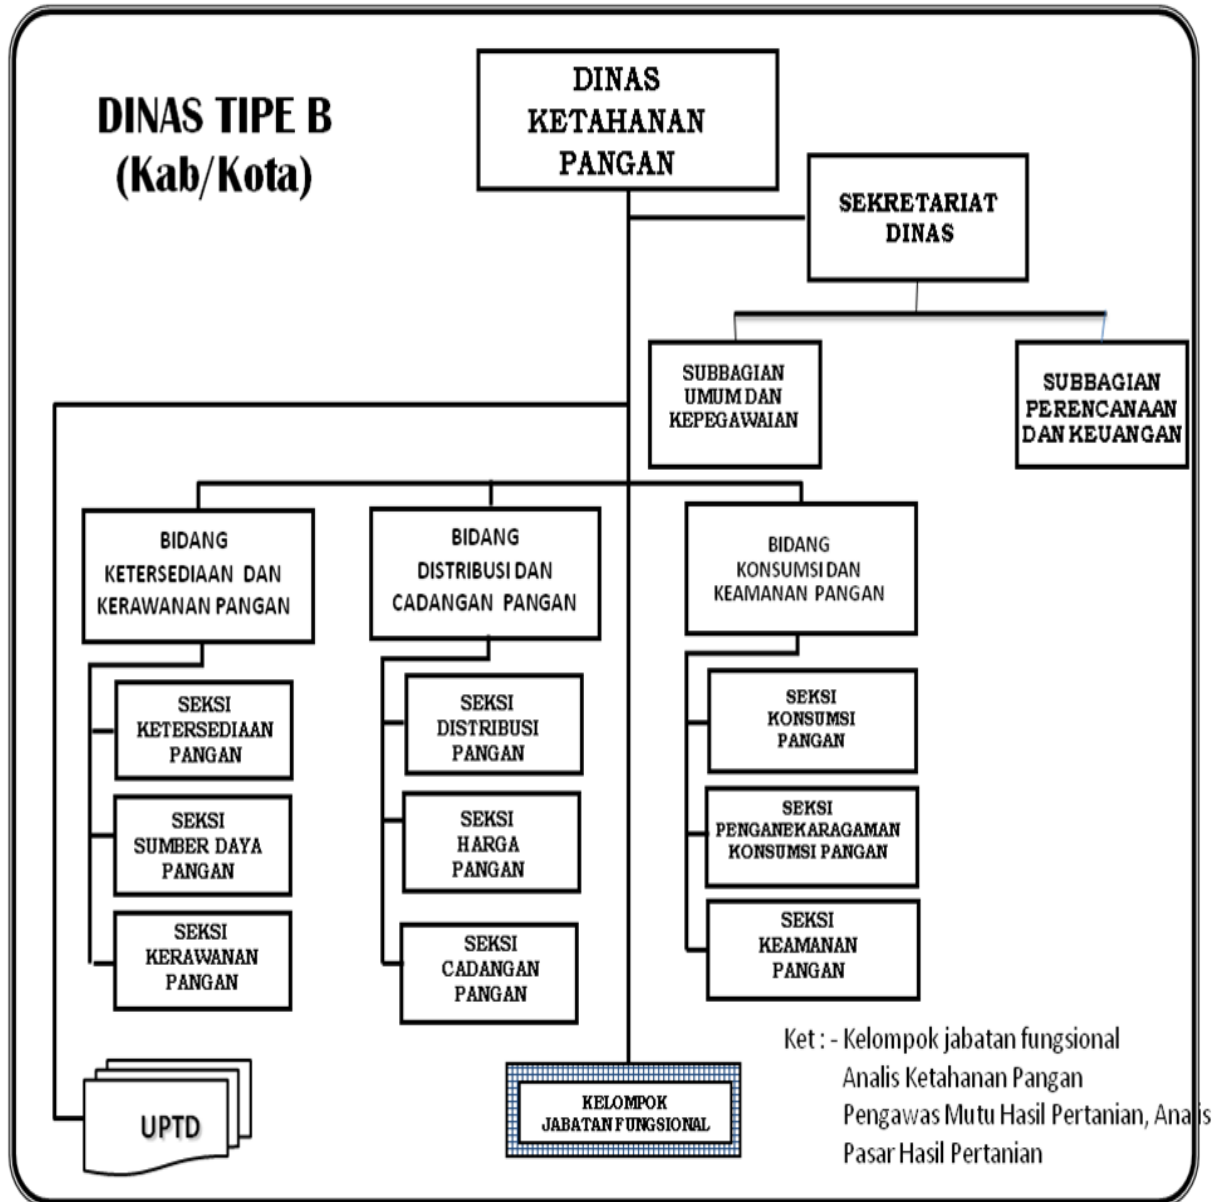 DINAS TIPE B
(Kab/Kota)
DINAS
KETAHANAN
PANGAN
SEKRETARIAT
DINAS
SUBBAGIAN
UMUM DAN
KEPEGAWAIAN
SUBBAGIAN
PERENCANAAN
DAN KEUANGAN
BIDANG
KETERSEDIAAN DAN
KERAWANAN PANGAN
BIDANG
DISTRIBUSI DAN
CADANGAN PANGAN
BIDANG
KONSUMSI DAN
KEAMANAN PANGAN
SEKSI
KETERSEDIAAN
PANGAN
SEKSI
SUMBER DAYA
PANGAN
SEKSI
KERAWANAN
PANGAN
SEKSI
DISTRIBUSI
PANGAN
SEKSI
HARGA
PANGAN
SEKSI
CADANGAN
PANGAN
SEKSI
KONSUMSI
PANGAN
SEKSI
PENGANEKARAGAMAN
KONSUMSI PANGAN
SEKSI
KEAMANAN
PANGAN
UPTD
KELOMPOK
JABATAN FUNGSIONAL
Ket : - Kelompok jabatan fungsional
Analis Ketahanan Pangan
Pengawas Mutu Hasil Pertanian, Analis
Pasar Hasil Pertanian